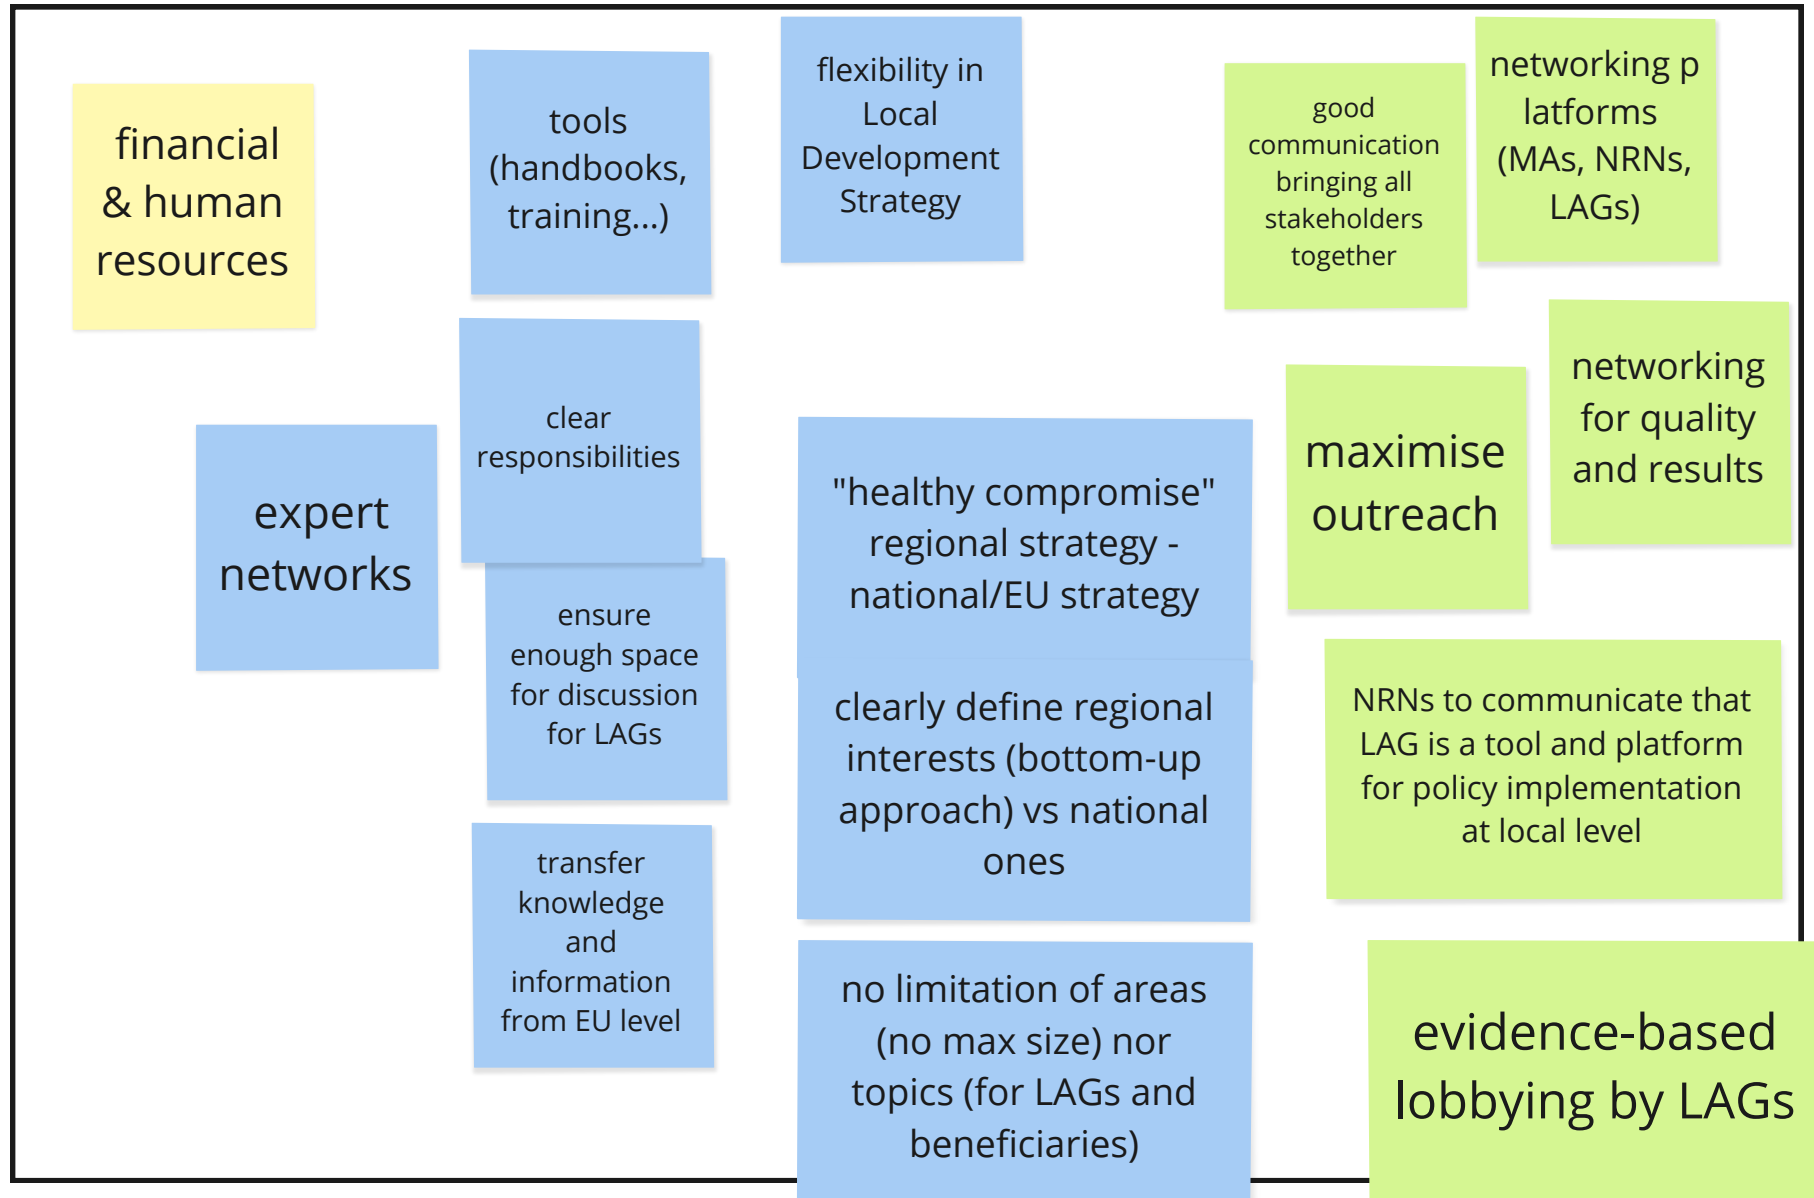 financial
& human
resources
tools
(handbooks,
training...)
flexibility in
Local
Development
Strategy
good
communication
bringing all
stakeholders
together
networking p
latforms
(MAs, NRNs,
LAGs)
expert
networks
clear
responsibilities
ensure
enough space
for discussion
for LAGs
transfer
knowledge
and
information
from EU level
"healthy compromise"
regional strategy -
national/EU strategy
clearly define regional
interests (bottom-up
approach) vs national
ones
no limitation of areas
(no max size) nor
topics (for LAGs and
beneficiaries)
maximise
outreach
networking
for quality
and results
NRNs to communicate that
LAG is a tool and platform
for policy implementation
at local level
evidence-based
lobbying by LAGs